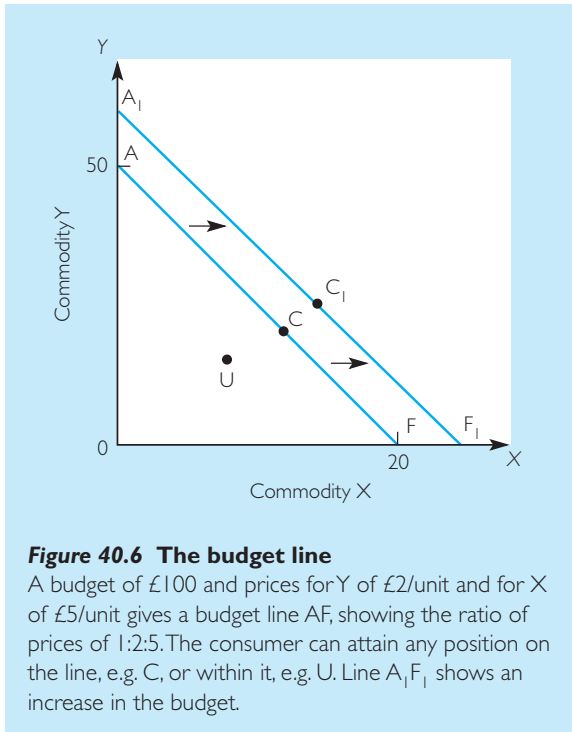 Y
A1
50
A
Commodity Y
C1
C
U
0
F
F1
20
X
Commodity X
Figure 40.6 The budget line
A budget of £100 and prices for Y of £2/unit and for X
of £5/unit gives a budget line AF, showing the ratio of
prices of 1:2:5. The consumer can attain any position on
the line, e.g. C, or within it, e.g. U. Line A1F1 shows an
increase in the budget.